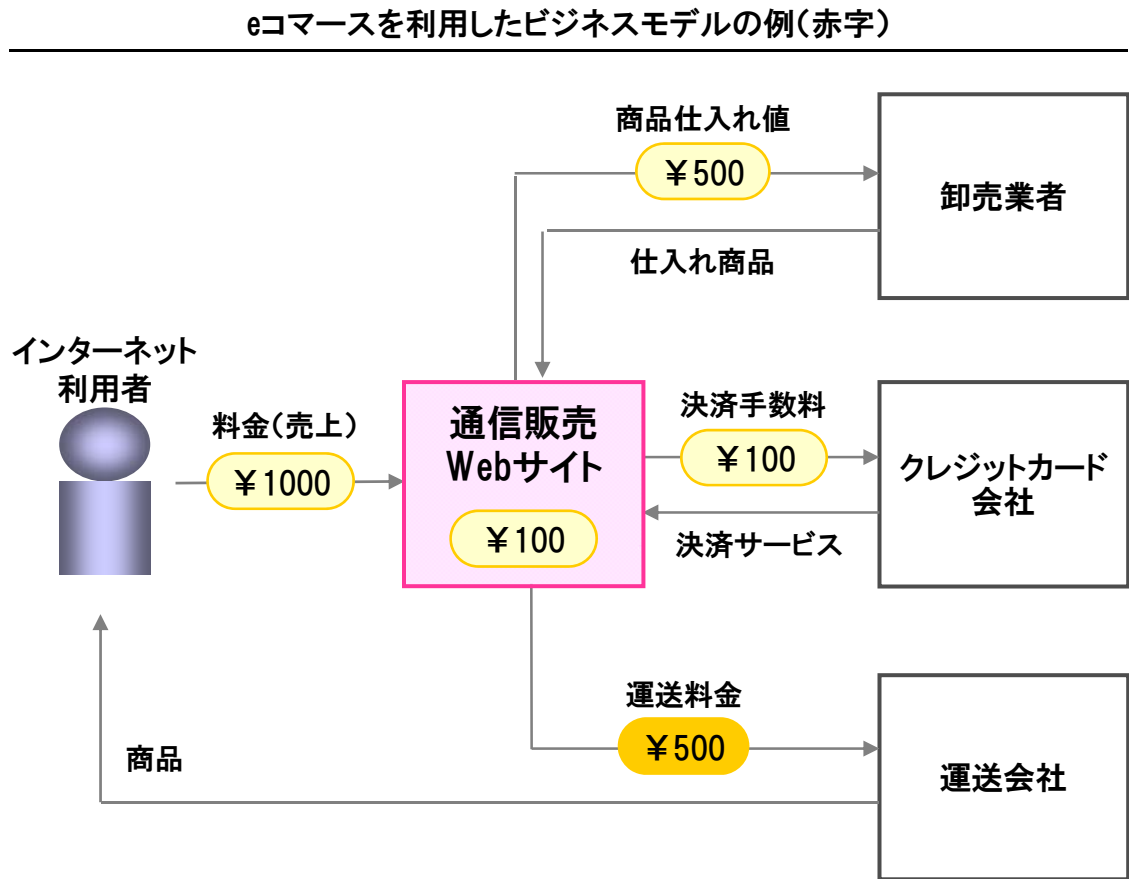 eコマースを利用したビジネスモデルの例(赤字)
商品仕入れ値
￥500
卸売業者
仕入れ商品
インターネット
利用者
料金(売上)
￥1000
通信販売
Webサイト
￥100
決済手数料
￥100
クレジットカード
会社
決済サービス
運送料金
￥500
商品
運送会社